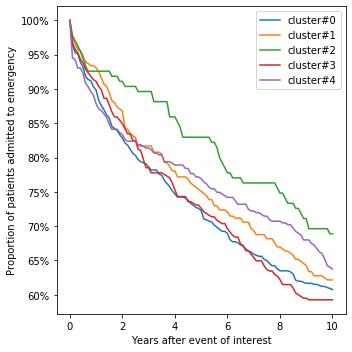 100%
95%
90%
85%
80%
75%
70%
65%
60%
Proportion of patients admitted to emergency
cluster#0
cluster#1
cluster#2
cluster#3
cluster#4
0 2 4 6 8 10
Years after event of interest